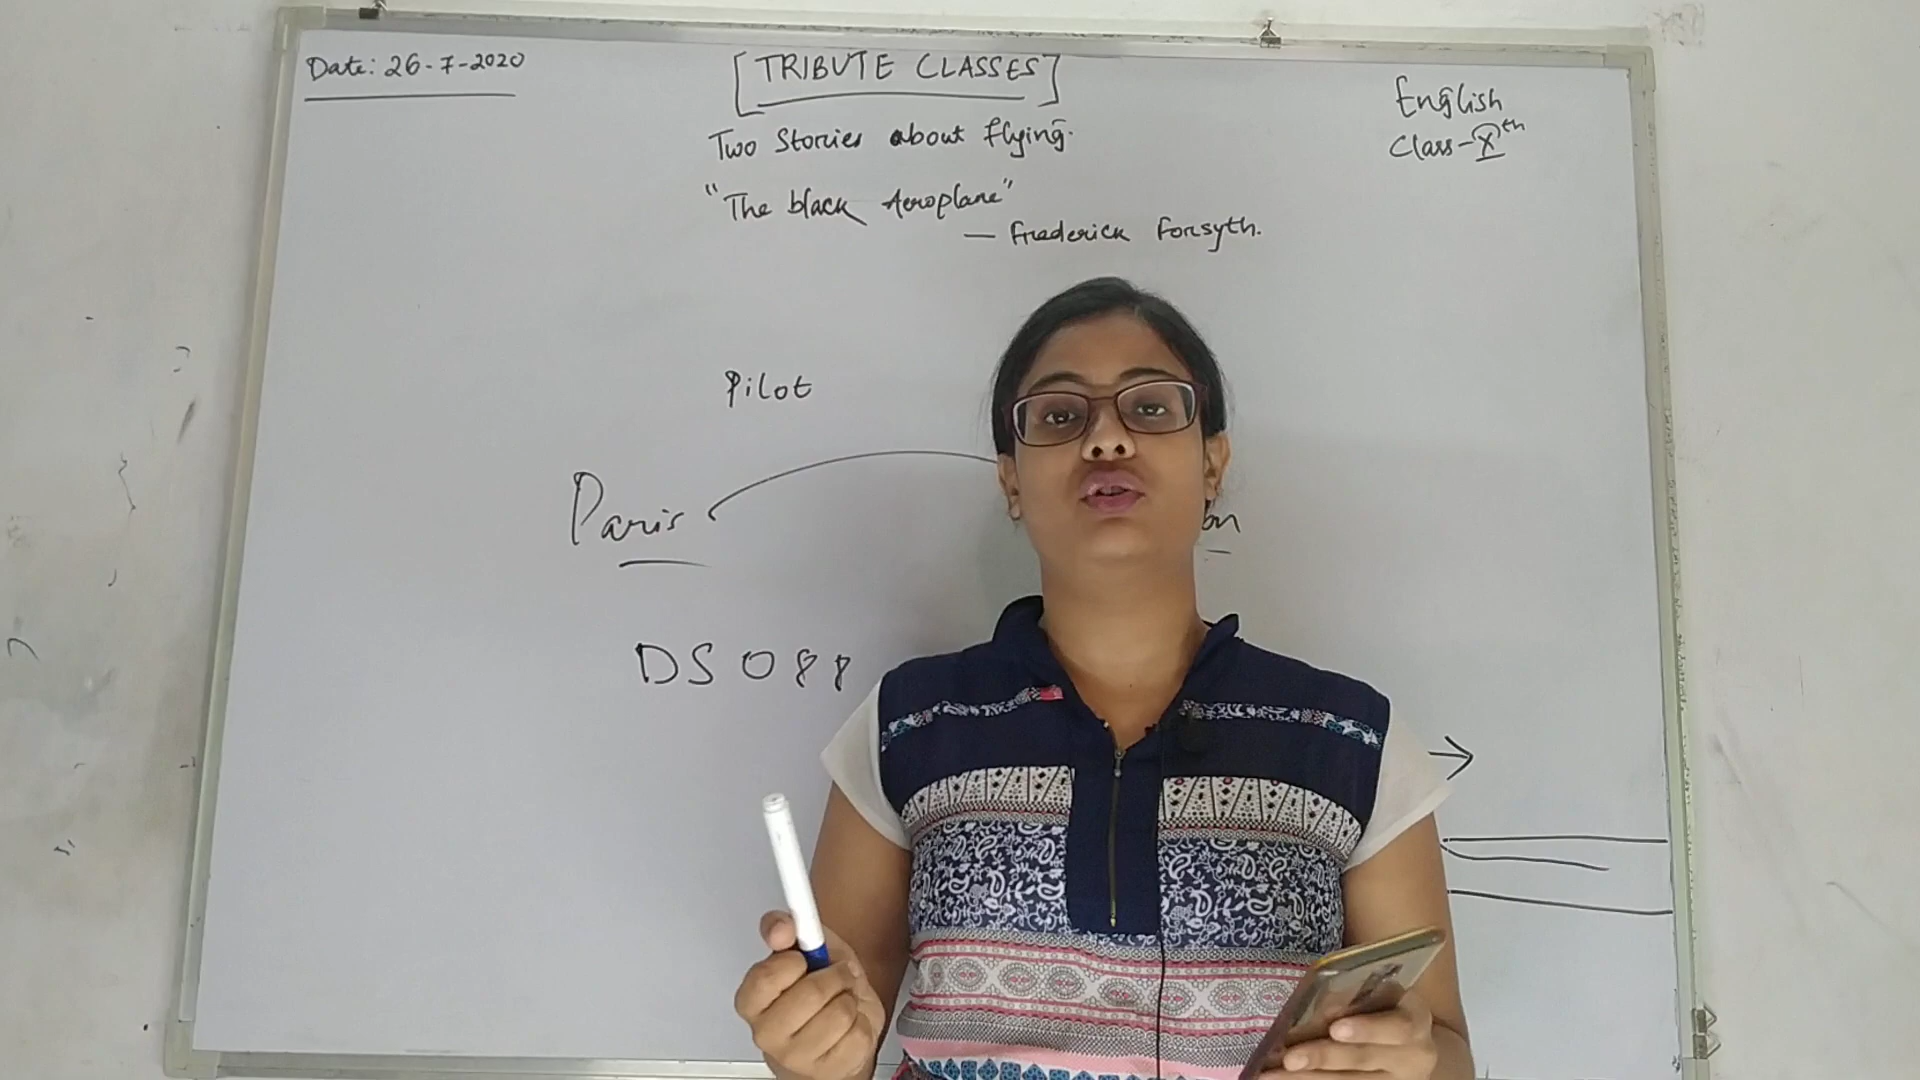 Date: 26-7-2020
[TRIBUTE CLASSES]
English
Class-Xth
Two Stories about flying.
"The black Aeroplane"
— Frederick Forsyth.
Pilot
Paris
DS 088